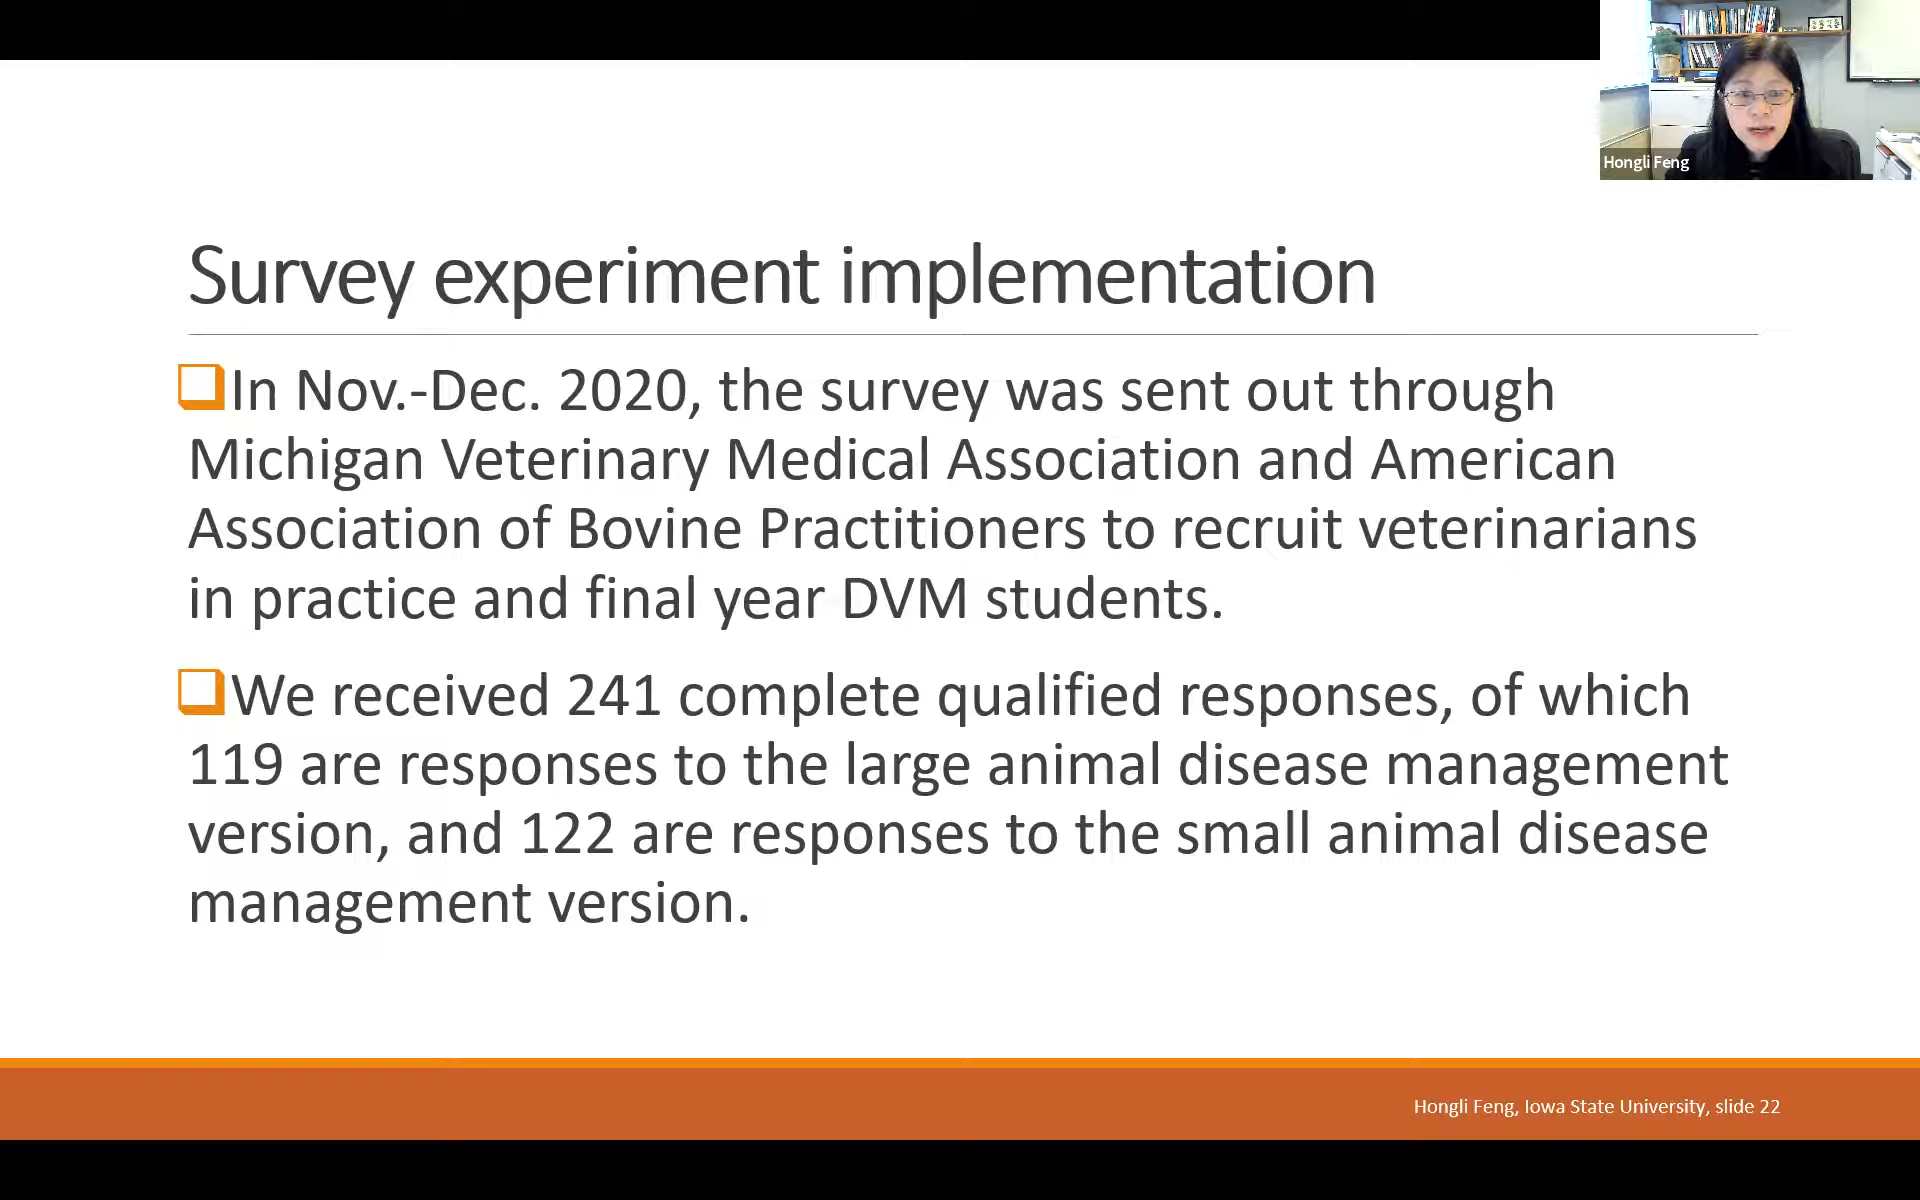 Hongli Feng
Survey experiment implementation
In Nov.-Dec. 2020, the survey was sent out through
Michigan Veterinary Medical Association and American
Association of Bovine Practitioners to recruit veterinarians
in practice and final year DVM students.
We received 241 complete qualified responses, of which
119 are responses to the large animal disease management
version, and 122 are responses to the small animal disease
management version.
Hongli Feng, Iowa State University, slide 22